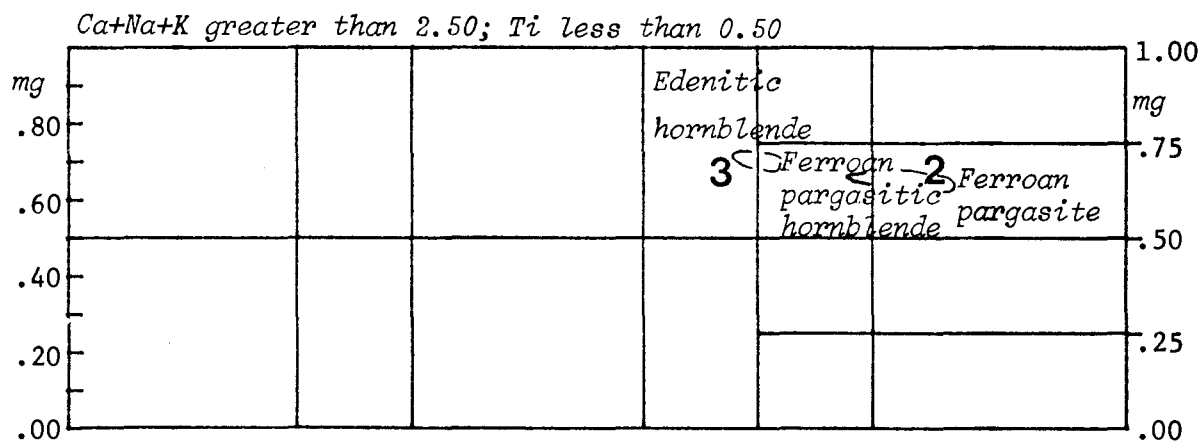 Ca+Na+K greater than 2.50; Ti less than 0.50
1.00
mg
Edenitic
mg
.80
hornblende
.75
3
Ferroan
2
Ferroan
pargasitic
.60
pargasite
hornblende
.50
.40
.25
.20
.00
.00